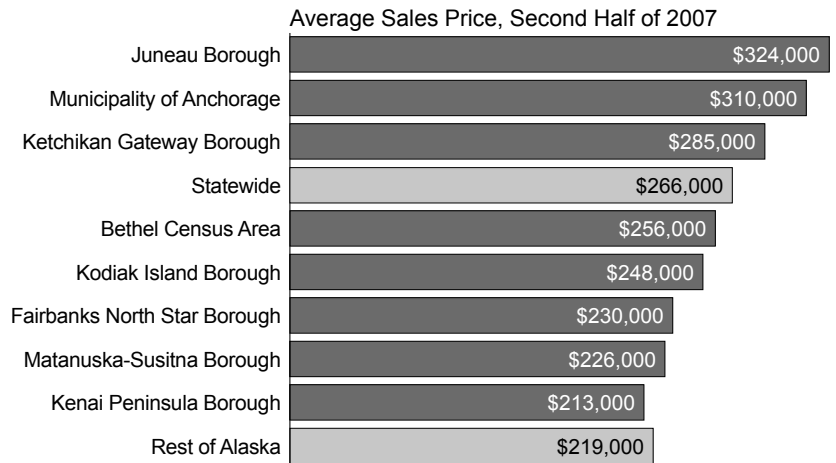 Average Sales Price, Second Half of 2007
Juneau Borough $324,000
Municipality of Anchorage $310,000
Ketchikan Gateway Borough $285,000
Statewide $266,000
Bethel Census Area $256,000
Kodiak Island Borough $248,000
Fairbanks North Star Borough $230,000
Matanuska-Susitna Borough $226,000
Kenai Peninsula Borough $213,000
Rest of Alaska $219,000